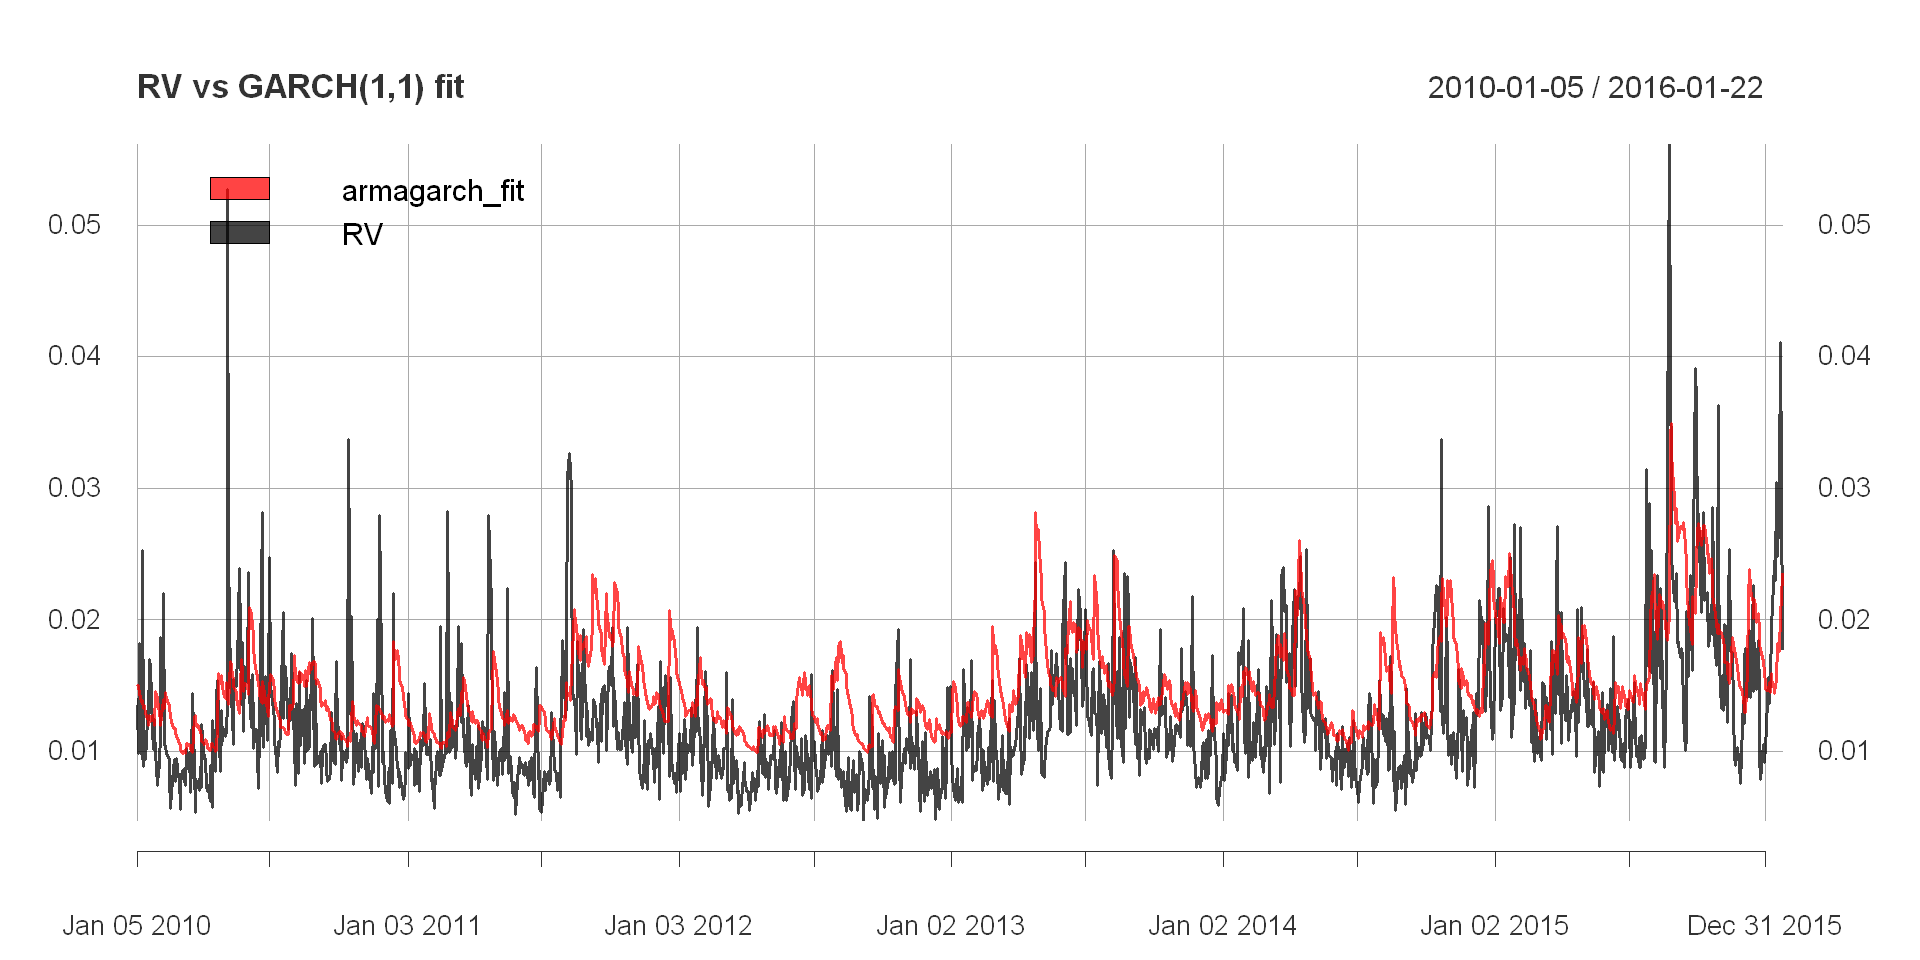 RV vs GARCH(1,1) fit
2010-01-05 / 2016-01-22
armagarch_fit
RV
0.05
0.04
0.03
0.02
0.01
0.05
0.04
0.03
0.02
0.01
Jan 05 2010
Jan 03 2011
Jan 03 2012
Jan 02 2013
Jan 02 2014
Jan 02 2015
Dec 31 2015